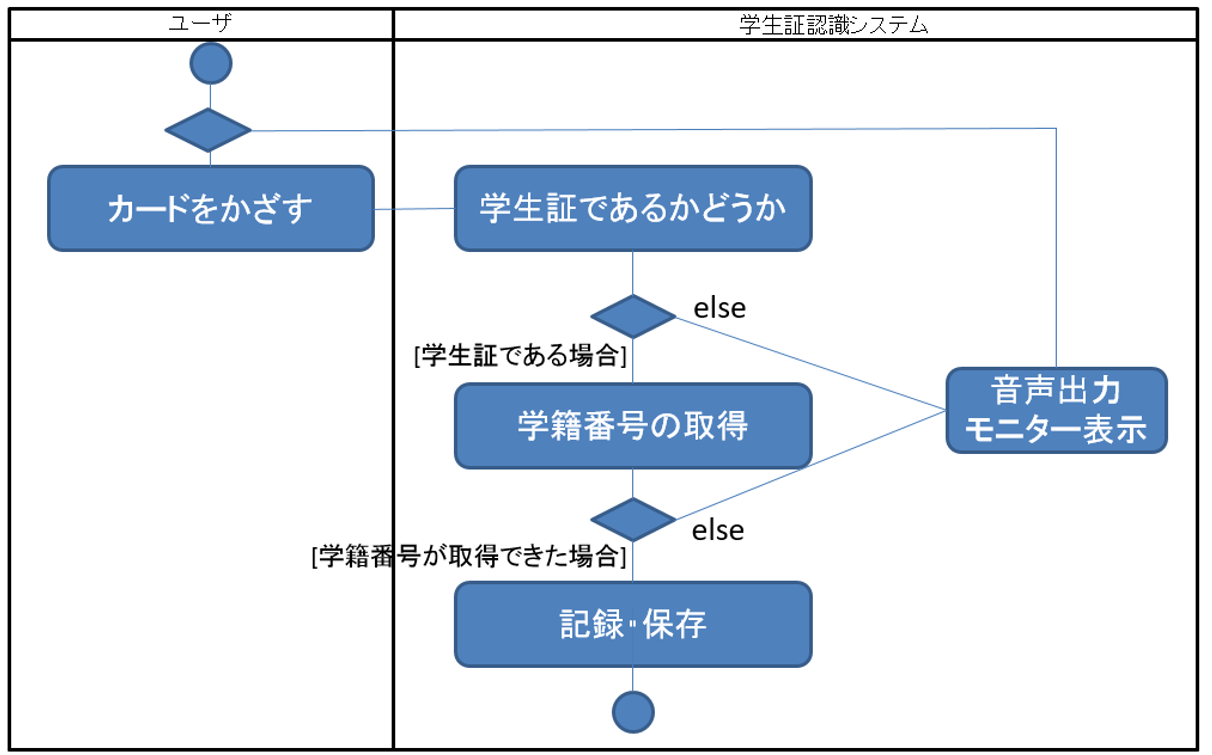 ユーザ
学生証認識システム
カードをかざす
学生証であるかどうか
else
[学生証である場合]
音声出力
モニター表示
学籍番号の取得
else
[学籍番号が取得できた場合]
記録"保存